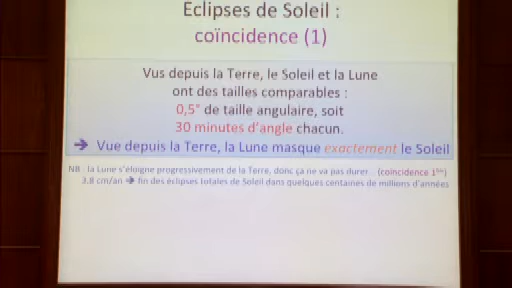 Eclipses de Soleil :
coïncidence (1)
Vus depuis la Terre, le Soleil et la Lune
ont des tailles comparables :
0,5° de taille angulaire, soit
30 minutes d'angle chacun.
➔ Vue depuis la Terre, la Lune masque exactement le Soleil
NB : la Lune s'éloigne progressivement de la Terre, donc ça ne va pas durer... (coïncidence 1bis)
3,8 cm/an ➔ fin des éclipses totales de Soleil dans quelques centaines de millions d'années